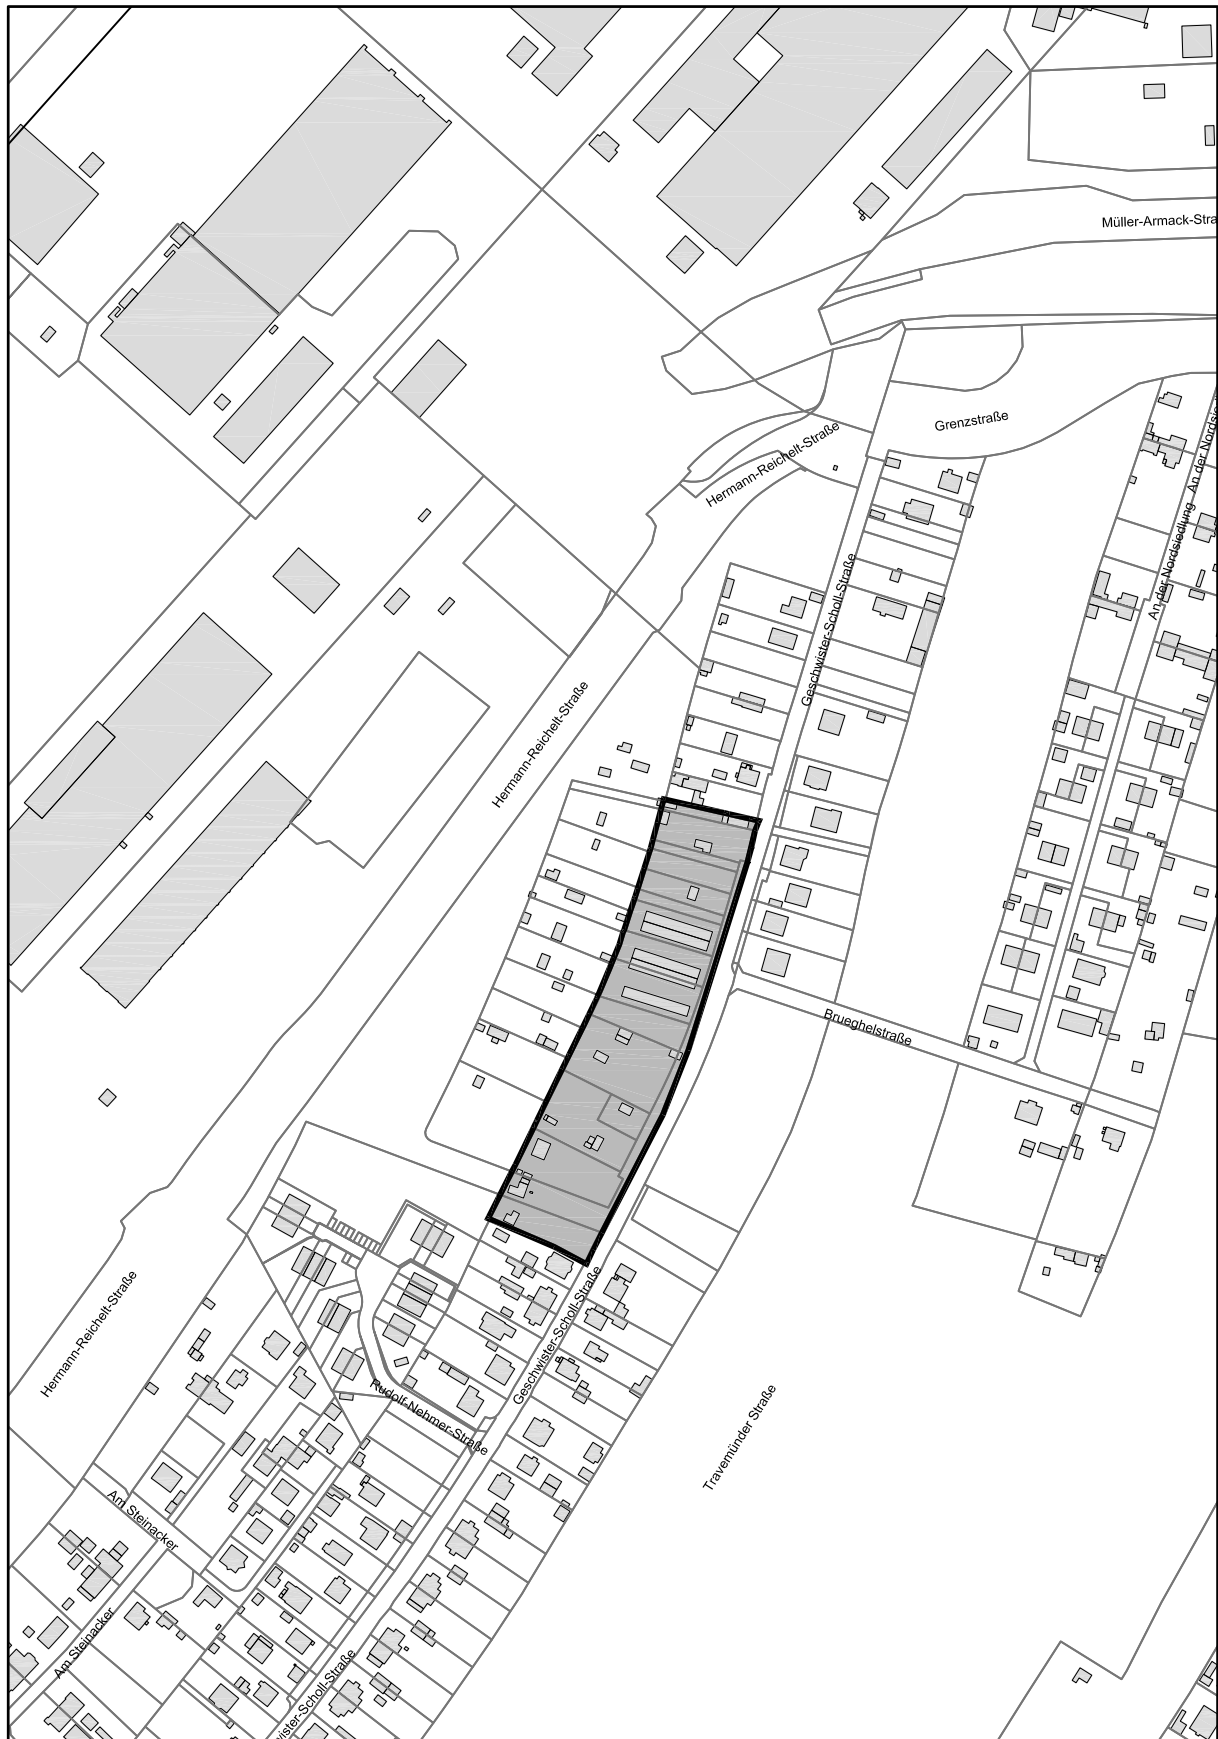 Müller-Armack-Stra
Grenzstraße
Hermann-Reichelt-Straße
An der Nordsiedlung
An der Nordsie
Geschwister-Scholl-Straße
Hermann-Reichelt-Straße
Brueghelstraße
Hermann-Reichelt-Straße
Geschwister-Scholl-Straße
Rudolf-Nehmer-Straße
Travemünder Straße
Am Steinacker
Am Steinacker
wister-Scholl-Straße